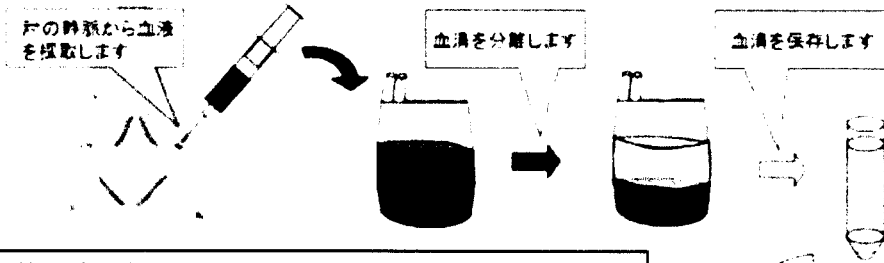 肘の静脈から血液
を採取します
血清を分離します
血清を保存します